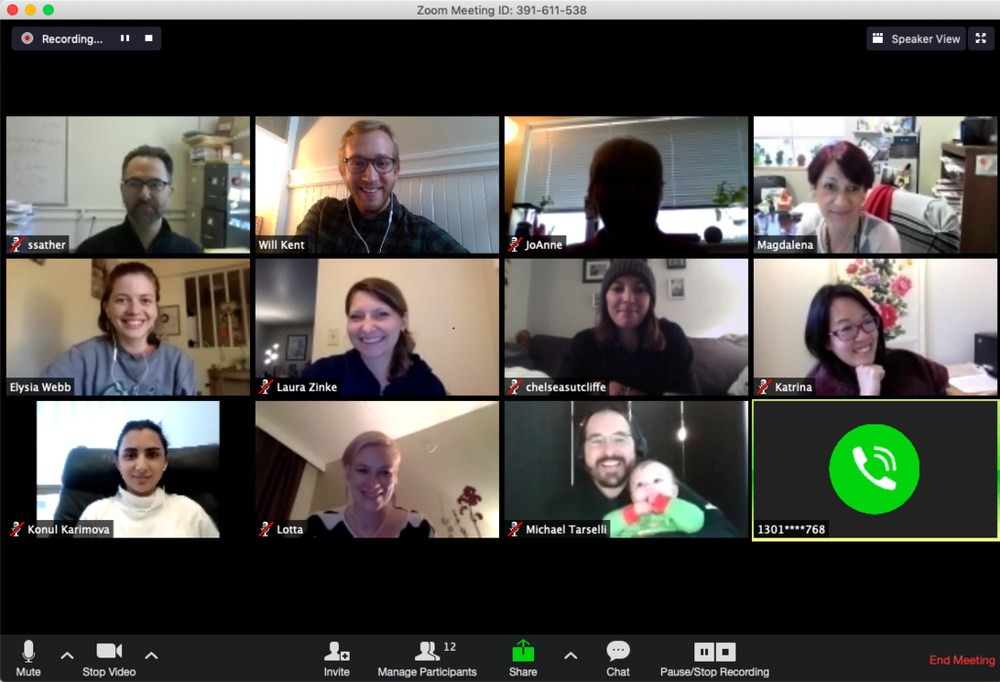 Zoom Meeting ID: 391-611-538
Recording...
Speaker View
ssather
Will Kent
JoAnne
Magdalena
Elysia Webb
Laura Zinke
chelseasutcliffe
Katrina
Konul Karimova
Lotta
Michael Tarselli
1301****768
Mute
Stop Video
Invite
Manage Participants
12
Share
Chat
Pause/Stop Recording
End Meeting